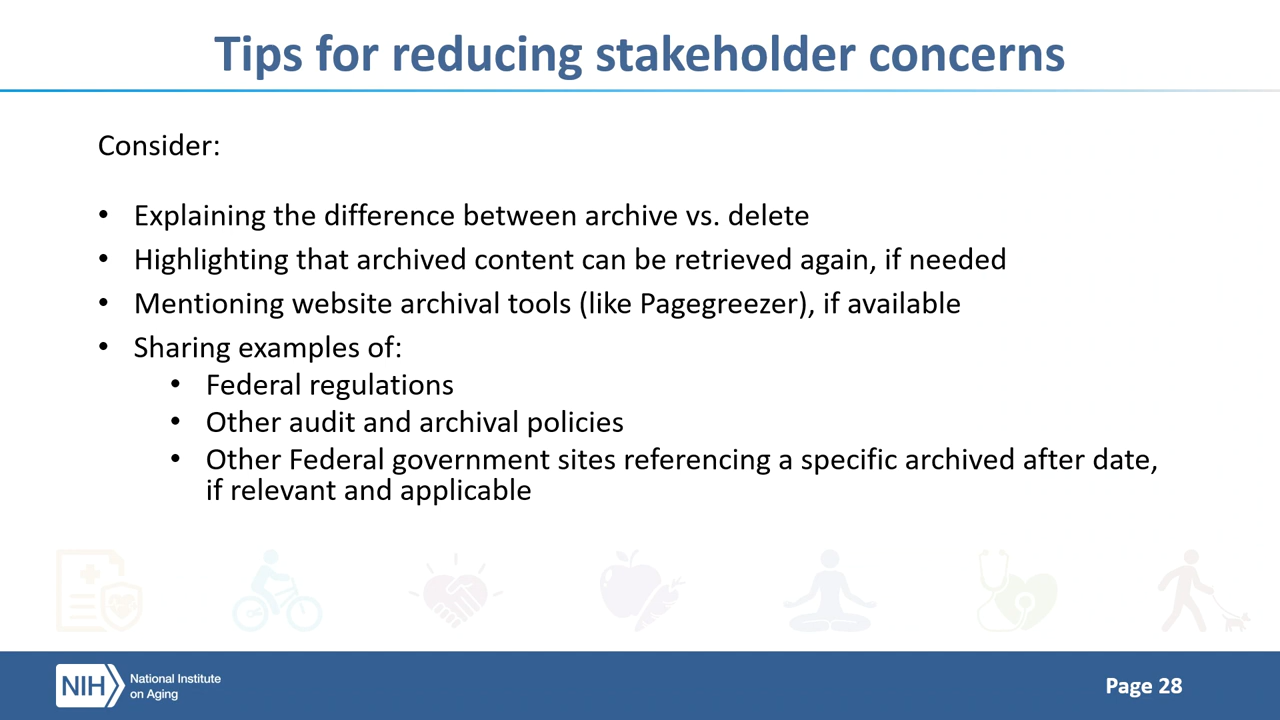 Tips for reducing stakeholder concerns
Consider:
• Explaining the difference between archive vs. delete
• Highlighting that archived content can be retrieved again, if needed
• Mentioning website archival tools (like Pagegreezer), if available
• Sharing examples of:
• Federal regulations
• Other audit and archival policies
• Other Federal government sites referencing a specific archived after date,
if relevant and applicable
NIH
National Institute
on Aging
Page 28